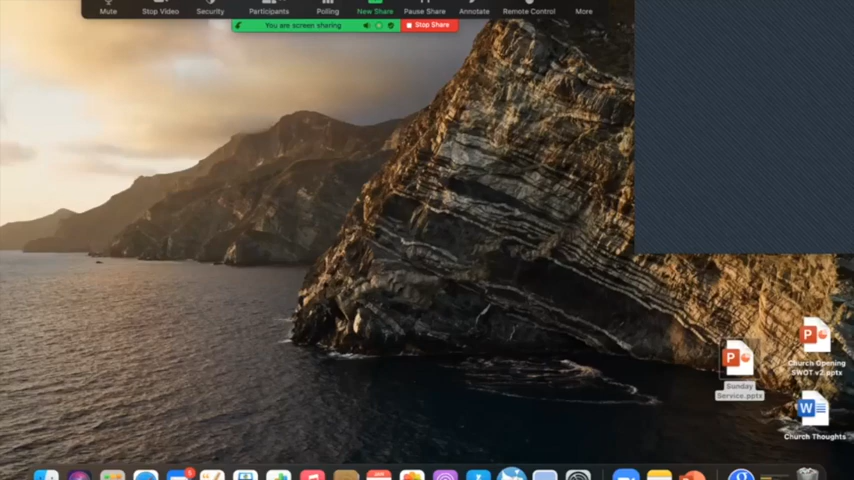 Mute
Stop Video
Security
Participants
Polling
New Share
Pause Share
Annotate
Remote Control
More
You are screen sharing
Stop Share
Church Opening
SWOT v2.pptx
Sunday
Service.pptx
Church Thoughts